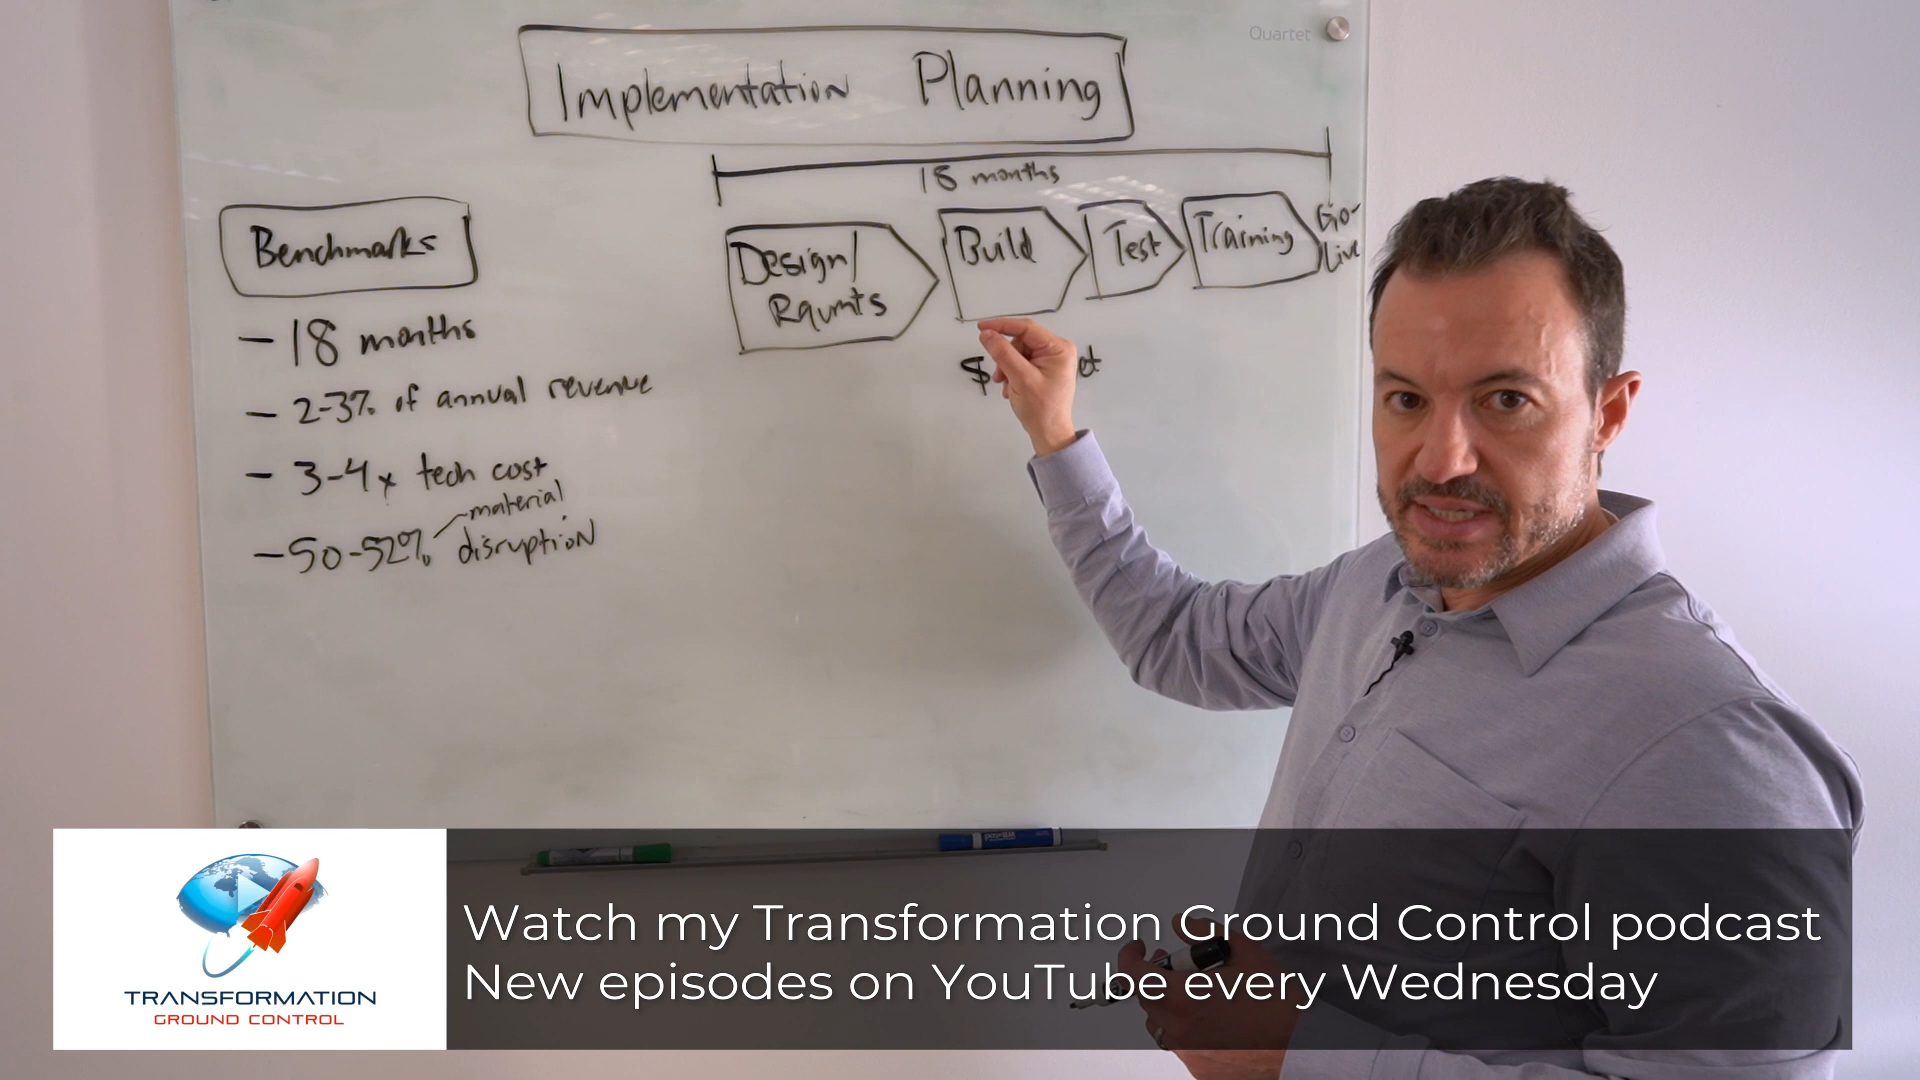 Quartet
Implementation Planning
18 months
Benchmarks
- 18 months
- 2-3% of annual revenue
- 3-4x tech cost
material
- 50-52% disruption
Design/
Rqumts
Build
Test
Training
Go-
Live
$
et
TRANSFORMATION
GROUND CONTROL
Watch my Transformation Ground Control podcast
New episodes on YouTube every Wednesday